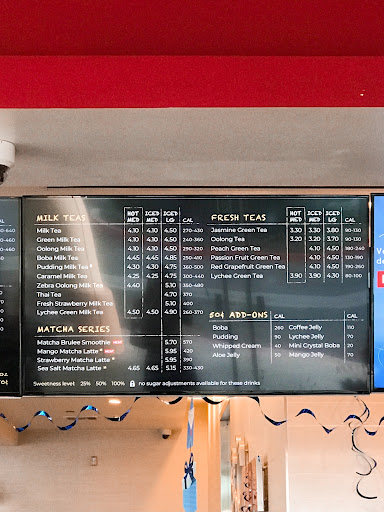 MILK TEAS HOT MED ICED MED ICED LG CAL
Milk Tea 4.10 4.10 4.50 270-430
Green Milk Tea 4.10 4.10 4.50 240-360
Oolong Milk Tea 4.10 4.10 4.50 290-320
Boba Milk Tea 4.45 4.45 4.85 290-410
Pudding Milk Tea 4.30 4.30 4.75 360-500
Caramel Milk Tea 4.25 4.25 4.75
Zebra Oolong Milk Tea 4.40 5.10 350-480
Thai Tea 4.70 370
Fresh Strawberry Milk Tea 5.10 400
Lychee Green Milk Tea 4.50 4.50 4.90 260-370
MATCHA SERIES
Matcha Brulee Smoothie NEW 5.70 570
Mango Matcha Latte NEW 5.95 420
Strawberry Matcha Latte 5.95 390
Sea Salt Matcha Latte 4.65 4.65 5.15 330-430
Sweetness level 25% 50% 100% no sugar adjustments available for these drinks
FRESH TEAS HOT MED ICED MED ICED LG CAL
Jasmine Green Tea 3.30 3.30 3.80 90-130
Oolong Tea 3.20 3.20 3.70 90-130
Peach Green Tea 4.10 4.50 180-240
Passion Fruit Green Tea 4.10 4.50 130-190
Red Grapefruit Green Tea 4.10 4.50 190-260
Lychee Green Tea 3.90 3.90 4.30 80-100
50¢ ADD-ONS CAL CAL
Boba 260 Coffee Jelly 110
Pudding 90 Lychee Jelly 70
Whipped Cream 40 Mini Crystal Boba 70
Aloe Jelly 50 Mango Jelly 70